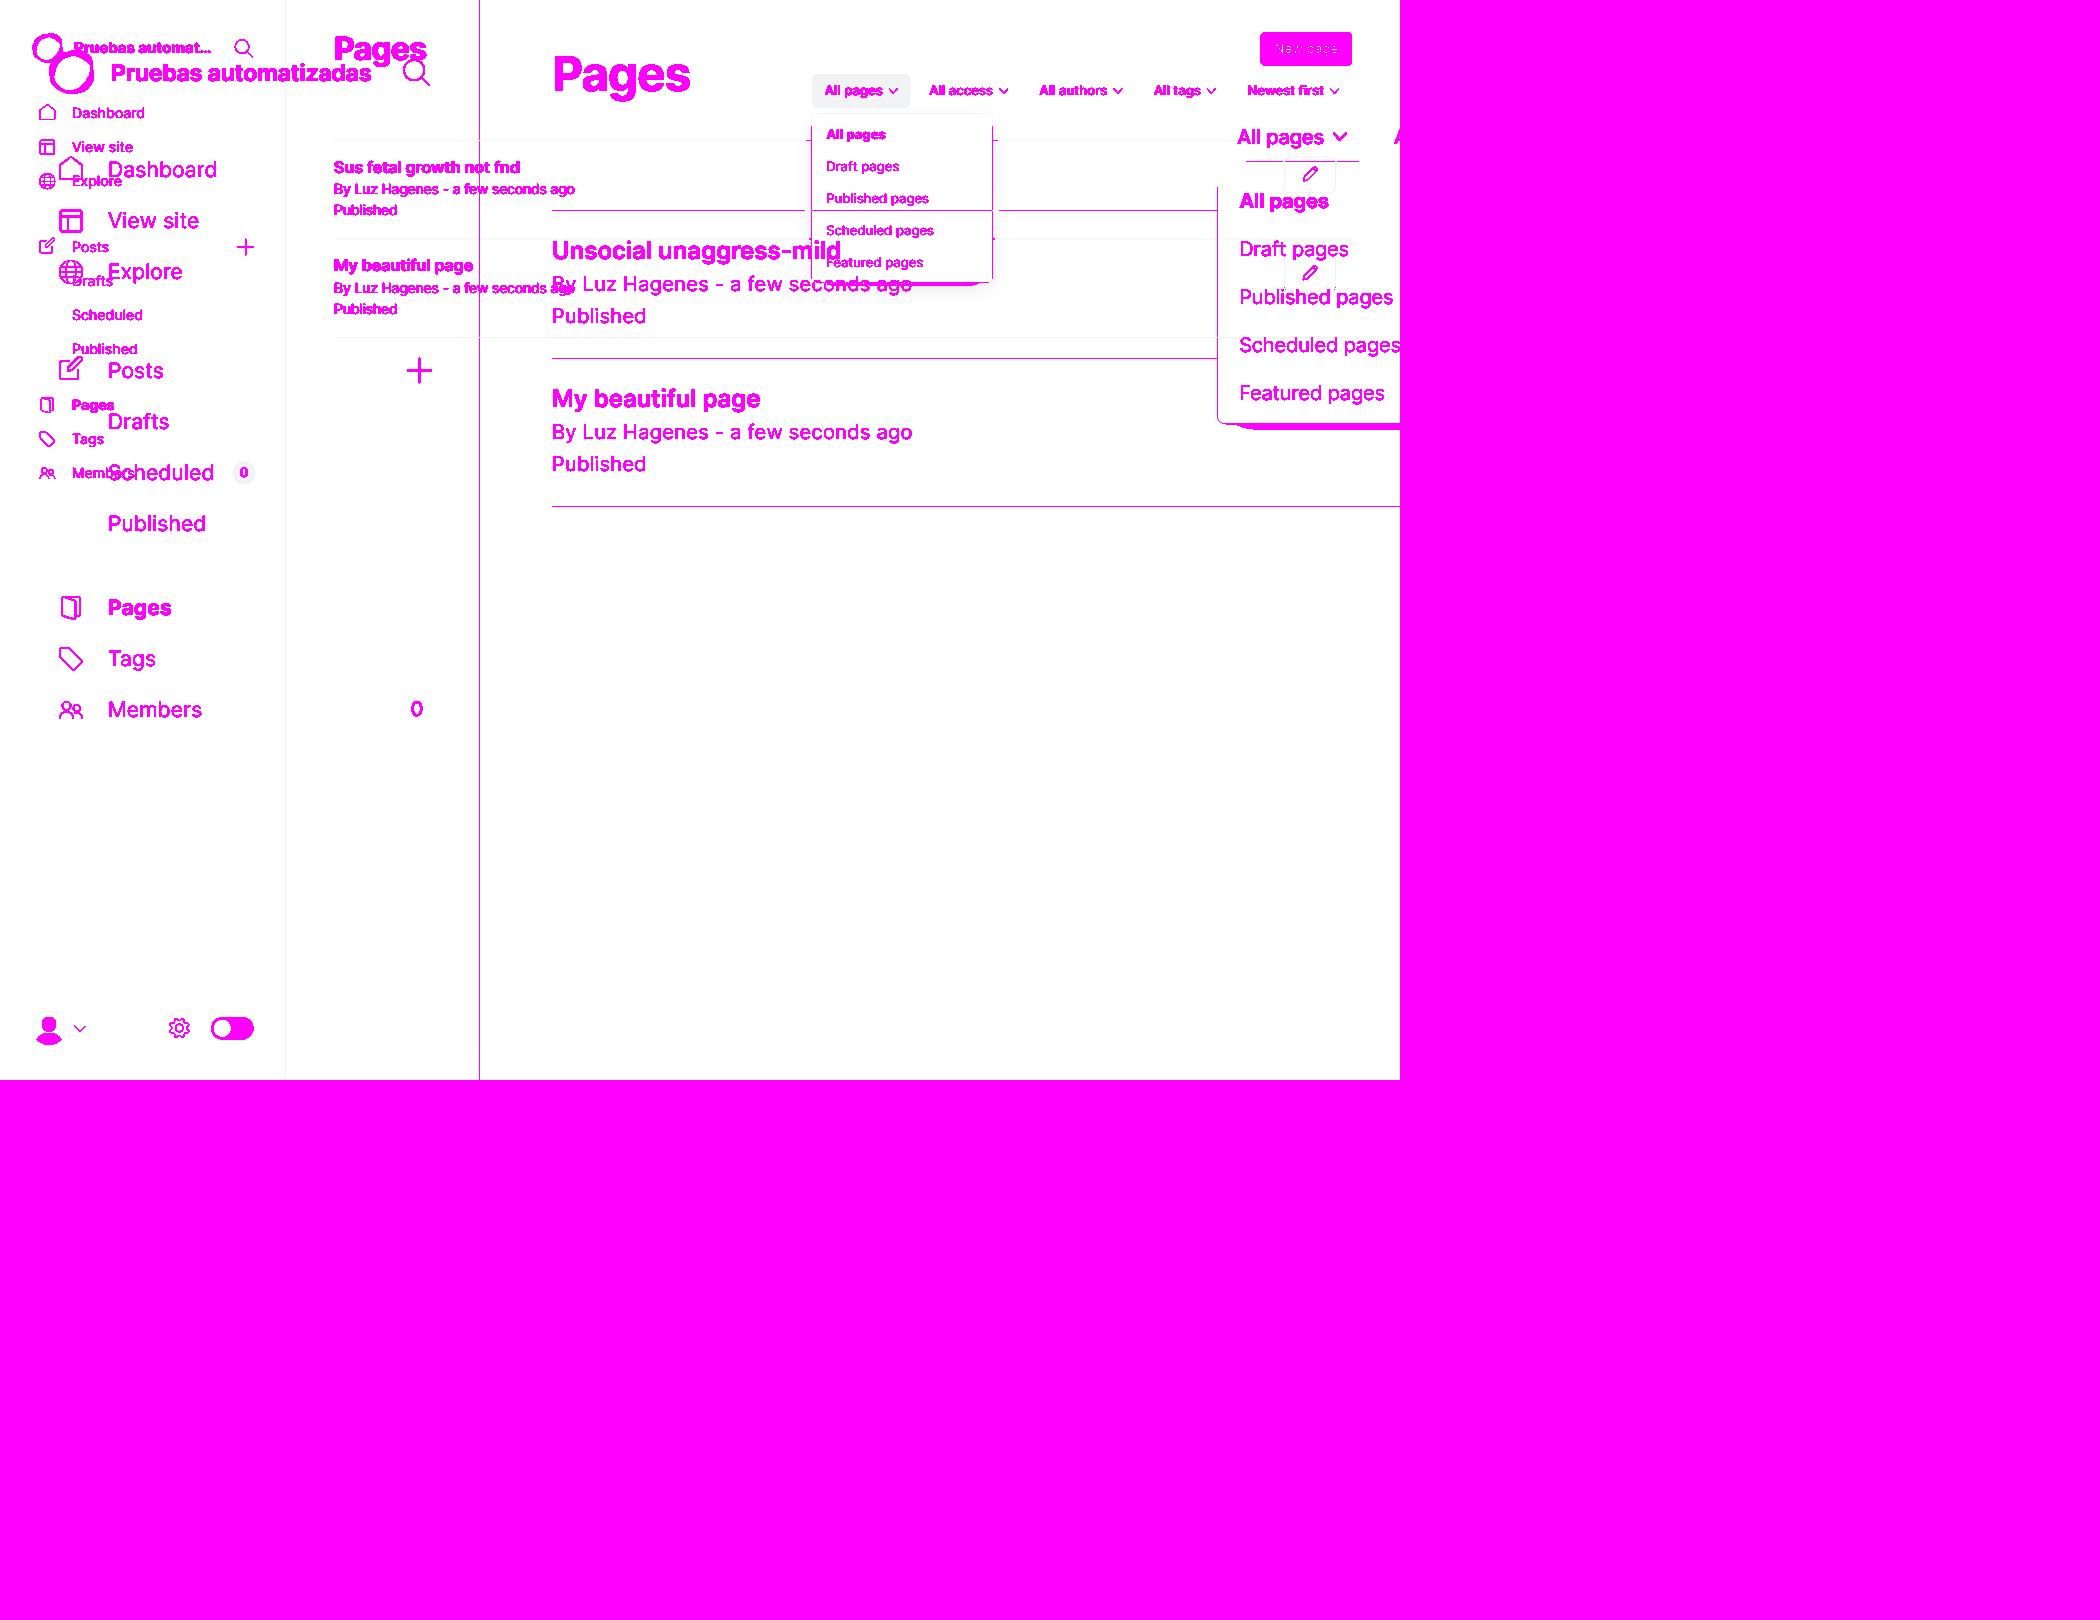 Pruebas automat...
Pages
New page
Pruebas automatizadas
Pages
All pages
All access
All authors
All tags
Newest first
Dashboard
All pages
All pages
View site
Draft pages
Dashboard
Sus fetal growth not fnd
Explore
By Luz Hagenes - a few seconds ago
Published pages
All pages
Published
View site
Scheduled pages
Posts
Unsocial unaggress-mild
Draft pages
My beautiful page
Featured pages
Explore
Drafts
By Luz Hagenes - a few seconds ago
By Luz Hagenes - a few seconds ago
Published pages
Published
Scheduled
Published
Published
Scheduled pages
Posts
Featured pages
Pages
My beautiful page
Drafts
Tags
By Luz Hagenes - a few seconds ago
Members
Scheduled
0
Published
Published
Pages
Tags
Members
0